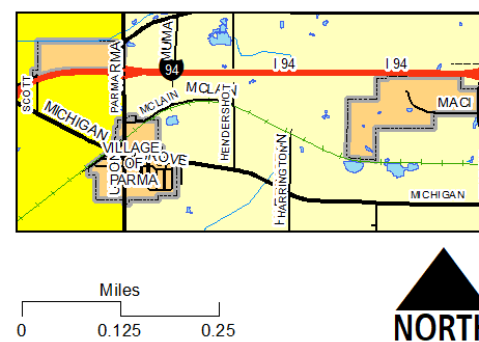 I 94
I 94
94
MUMA
PARMA
RMA
SCOTT
MACI
MCLAIN
MCLAIN
MICHIGAN
HENDERSHOT
VILLAGE
OF
PARMA
HARRINGTON
MICHIGAN
Miles
0 0.125 0.25
NORTH